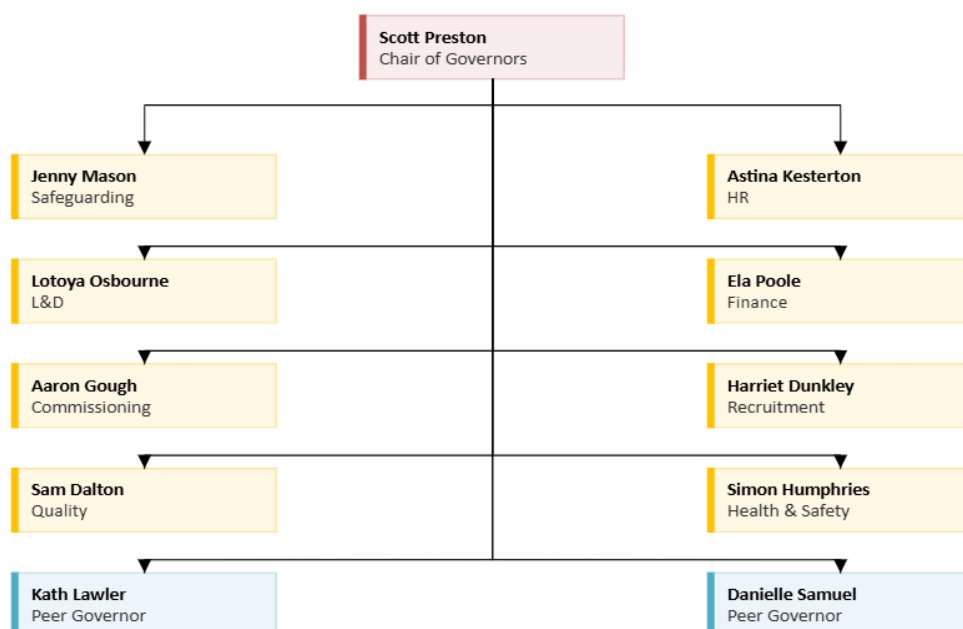 Scott Preston
Chair of Governors
Jenny Mason
Safeguarding
Astina Kesterton
HR
Lotoya Osbourne
L&D
Ela Poole
Finance
Aaron Gough
Commissioning
Harriet Dunkley
Recruitment
Sam Dalton
Quality
Simon Humphries
Health & Safety
Kath Lawler
Peer Governor
Danielle Samuel
Peer Governor